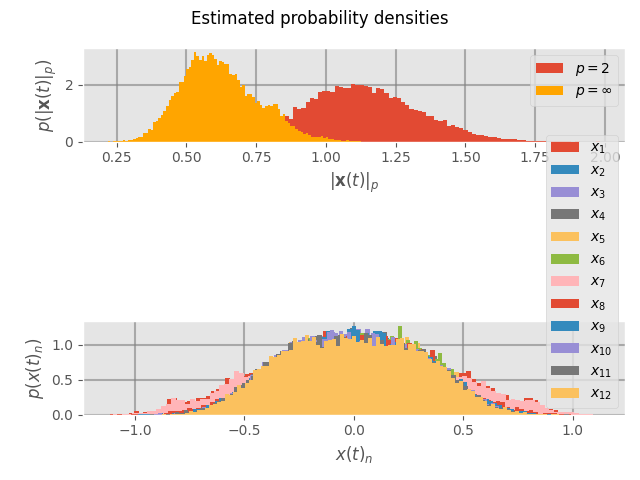 Estimated probability densities
p(|x(t)|ₚ)
2
0
p = 2
p = ∞
0.25 0.50 0.75 1.00 1.25 1.50 1.75 2.00
|x(t)|ₚ
x₁
x₂
x₃
x₄
x₅
x₆
x₇
x₈
x₉
x₁₀
x₁₁
x₁₂
p(x(t)ₙ)
1.0
0.5
0.0
−1.0 −0.5 0.0 0.5 1.0
x(t)ₙ